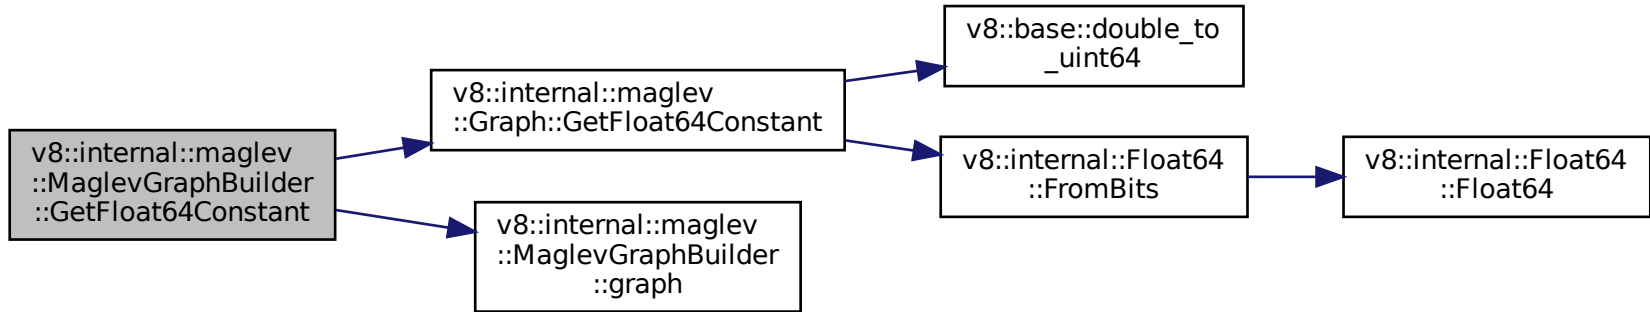 v8::internal::maglev
::MaglevGraphBuilder
::GetFloat64Constant
v8::internal::maglev
::Graph::GetFloat64Constant
v8::internal::maglev
::MaglevGraphBuilder
::graph
v8::base::double_to
_uint64
v8::internal::Float64
::FromBits
v8::internal::Float64
::Float64